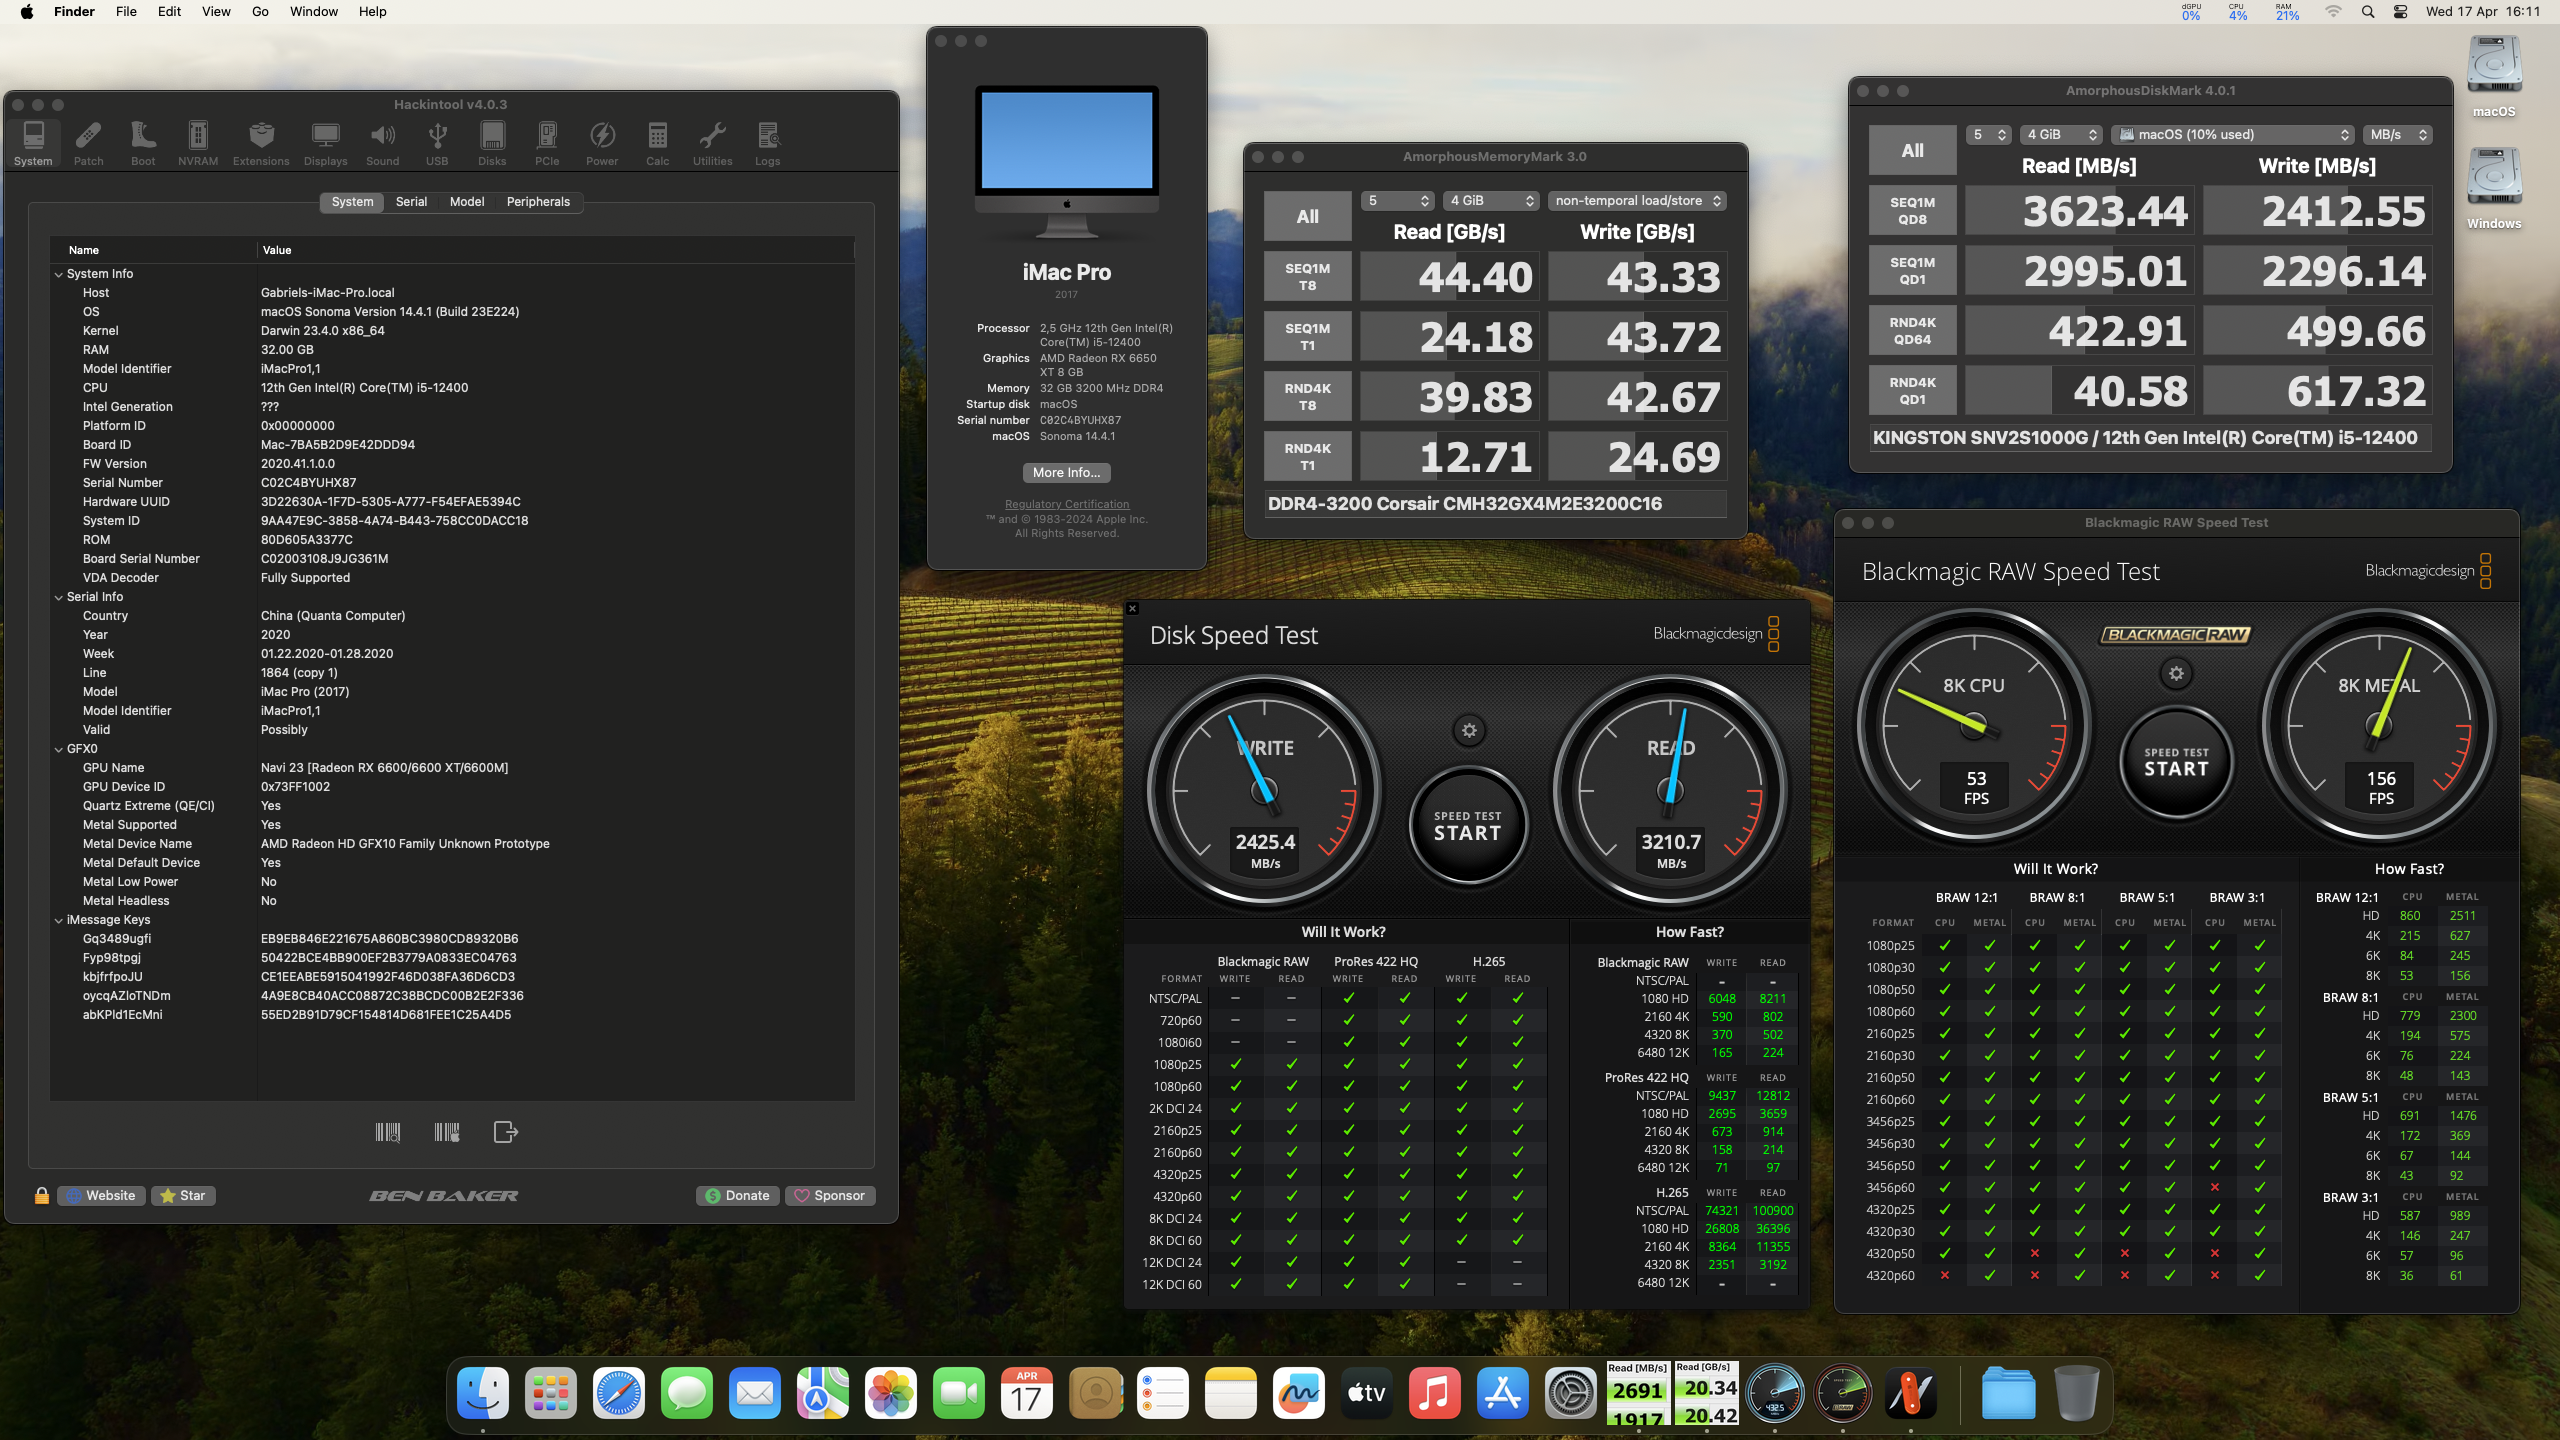 Finder File Edit View Go Window Help
dGPU 0% CPU 4% RAM 21% Wed 17 Apr 16:11
macOS
Windows
Hackintool v4.0.3
System Patch Boot NVRAM Extensions Displays Sound USB Disks PCIe Power Calc Utilities Logs
System Serial Model Peripherals
Name Value
System Info
Host Gabriels-iMac-Pro.local
OS macOS Sonoma Version 14.4.1 (Build 23E224)
Kernel Darwin 23.4.0 x86_64
RAM 32.00 GB
Model Identifier iMacPro1,1
CPU 12th Gen Intel(R) Core(TM) i5-12400
Intel Generation ???
Platform ID 0x00000000
Board ID Mac-7BA5B2D9E42DDD94
FW Version 2020.41.1.0.0
Serial Number C02C4BYUHX87
Hardware UUID 3D22630A-1F7D-5305-A777-F54EFAE5394C
System ID 9AA47E9C-3858-4A74-B443-758CC0DACC18
ROM 80D605A3377C
Board Serial Number C02003108J9JG361M
VDA Decoder Fully Supported
Serial Info
Country China (Quanta Computer)
Year 2020
Week 01.22.2020-01.28.2020
Line 1864 (copy 1)
Model iMac Pro (2017)
Model Identifier iMacPro1,1
Valid Possibly
GFX0
GPU Name Navi 23 [Radeon RX 6600/6600 XT/6600M]
GPU Device ID 0x73FF1002
Quartz Extreme (QE/CI) Yes
Metal Supported Yes
Metal Device Name AMD Radeon HD GFX10 Family Unknown Prototype
Metal Default Device Yes
Metal Low Power No
Metal Headless No
iMessage Keys
Gq3489ugfi EB9EB846E221675A860BC3980CD89320B6
Fyp98tpgj 50422BCE4BB900EF2B3779A0833EC04763
kbjfrfpoJU CE1EEABE5915041992F46D038FA36D6CD3
oycqAZloTNDm 4A9E8CB40ACC08872C38BCDC00B2E2F336
abKPld1EcMni 55ED2B91D79CF154814D681FEE1C25A4D5
Website Star BEN BAKER Donate Sponsor
iMac Pro
2017
Processor 2,5 GHz 12th Gen Intel(R)
Core(TM) i5-12400
Graphics AMD Radeon RX 6650
XT 8 GB
Memory 32 GB 3200 MHz DDR4
Startup disk macOS
Serial number C02C4BYUHX87
macOS Sonoma 14.4.1
More Info...
Regulatory Certification
™ and © 1983-2024 Apple Inc.
All Rights Reserved.
AmorphousMemoryMark 3.0
All 5 4 GiB non-temporal load/store
Read [GB/s] Write [GB/s]
SEQ1M T8 44.40 43.33
SEQ1M T1 24.18 43.72
RND4K T8 39.83 42.67
RND4K T1 12.71 24.69
DDR4-3200 Corsair CMH32GX4M2E3200C16
AmorphousDiskMark 4.0.1
All 5 4 GiB macOS (10% used) MB/s
Read [MB/s] Write [MB/s]
SEQ1M QD8 3623.44 2412.55
SEQ1M QD1 2995.01 2296.14
RND4K QD64 422.91 499.66
RND4K QD1 40.58 617.32
KINGSTON SNV2S1000G / 12th Gen Intel(R) Core(TM) i5-12400
Disk Speed Test Blackmagicdesign
WRITE READ
SPEED TEST
START
2425.4 MB/s
3210.7 MB/s
Will It Work?
Blackmagic RAW ProRes 422 HQ H.265
FORMAT WRITE READ WRITE READ WRITE READ
NTSC/PAL – – ✓ ✓ ✓ ✓
720p60 – – ✓ ✓ ✓ ✓
1080i60 – – ✓ ✓ ✓ ✓
1080p25 ✓ ✓ ✓ ✓ ✓ ✓
1080p60 ✓ ✓ ✓ ✓ ✓ ✓
2K DCI 24 ✓ ✓ ✓ ✓ ✓ ✓
2160p25 ✓ ✓ ✓ ✓ ✓ ✓
2160p60 ✓ ✓ ✓ ✓ ✓ ✓
4320p25 ✓ ✓ ✓ ✓ ✓ ✓
4320p60 ✓ ✓ ✓ ✓ ✓ ✓
8K DCI 24 ✓ ✓ ✓ ✓ ✓ ✓
8K DCI 60 ✓ ✓ ✓ ✓ ✓ ✓
12K DCI 24 ✓ ✓ ✓ ✓ – –
12K DCI 60 ✓ ✓ ✓ ✓ – –
How Fast?
Blackmagic RAW WRITE READ
NTSC/PAL - -
1080 HD 6048 8211
2160 4K 590 802
4320 8K 370 502
6480 12K 165 224
ProRes 422 HQ WRITE READ
NTSC/PAL 9437 12812
1080 HD 2695 3659
2160 4K 673 914
4320 8K 158 214
6480 12K 71 97
H.265 WRITE READ
NTSC/PAL 74321 100900
1080 HD 26808 36396
2160 4K 8364 11355
4320 8K 2351 3192
6480 12K - -
Blackmagic RAW Speed Test
Blackmagic RAW Speed Test Blackmagicdesign
BLACKMAGIC RAW
8K CPU 8K METAL
SPEED TEST
START
53 FPS
156 FPS
Will It Work?
BRAW 12:1 BRAW 8:1 BRAW 5:1 BRAW 3:1
FORMAT CPU METAL CPU METAL CPU METAL CPU METAL
1080p25 ✓ ✓ ✓ ✓ ✓ ✓ ✓ ✓
1080p30 ✓ ✓ ✓ ✓ ✓ ✓ ✓ ✓
1080p50 ✓ ✓ ✓ ✓ ✓ ✓ ✓ ✓
1080p60 ✓ ✓ ✓ ✓ ✓ ✓ ✓ ✓
2160p25 ✓ ✓ ✓ ✓ ✓ ✓ ✓ ✓
2160p30 ✓ ✓ ✓ ✓ ✓ ✓ ✓ ✓
2160p50 ✓ ✓ ✓ ✓ ✓ ✓ ✓ ✓
2160p60 ✓ ✓ ✓ ✓ ✓ ✓ ✓ ✓
3456p25 ✓ ✓ ✓ ✓ ✓ ✓ ✓ ✓
3456p30 ✓ ✓ ✓ ✓ ✓ ✓ ✓ ✓
3456p50 ✓ ✓ ✓ ✓ ✓ ✓ ✓ ✓
3456p60 ✓ ✓ ✓ ✓ ✓ ✓ × ✓
4320p25 ✓ ✓ ✓ ✓ ✓ ✓ ✓ ✓
4320p30 ✓ ✓ ✓ ✓ ✓ ✓ ✓ ✓
4320p50 ✓ ✓ × ✓ × ✓ × ✓
4320p60 × ✓ × ✓ × ✓ × ✓
How Fast?
BRAW 12:1 CPU METAL
HD 860 2511
4K 215 627
6K 84 245
8K 53 156
BRAW 8:1 CPU METAL
HD 779 2300
4K 194 575
6K 76 224
8K 48 143
BRAW 5:1 CPU METAL
HD 691 1476
4K 172 369
6K 67 144
8K 43 92
BRAW 3:1 CPU METAL
HD 587 989
4K 146 247
6K 57 96
8K 36 61
APR
17
tv
Read [MB/s]
2691
1917
Read [GB/s]
20.34
20.42
432.5